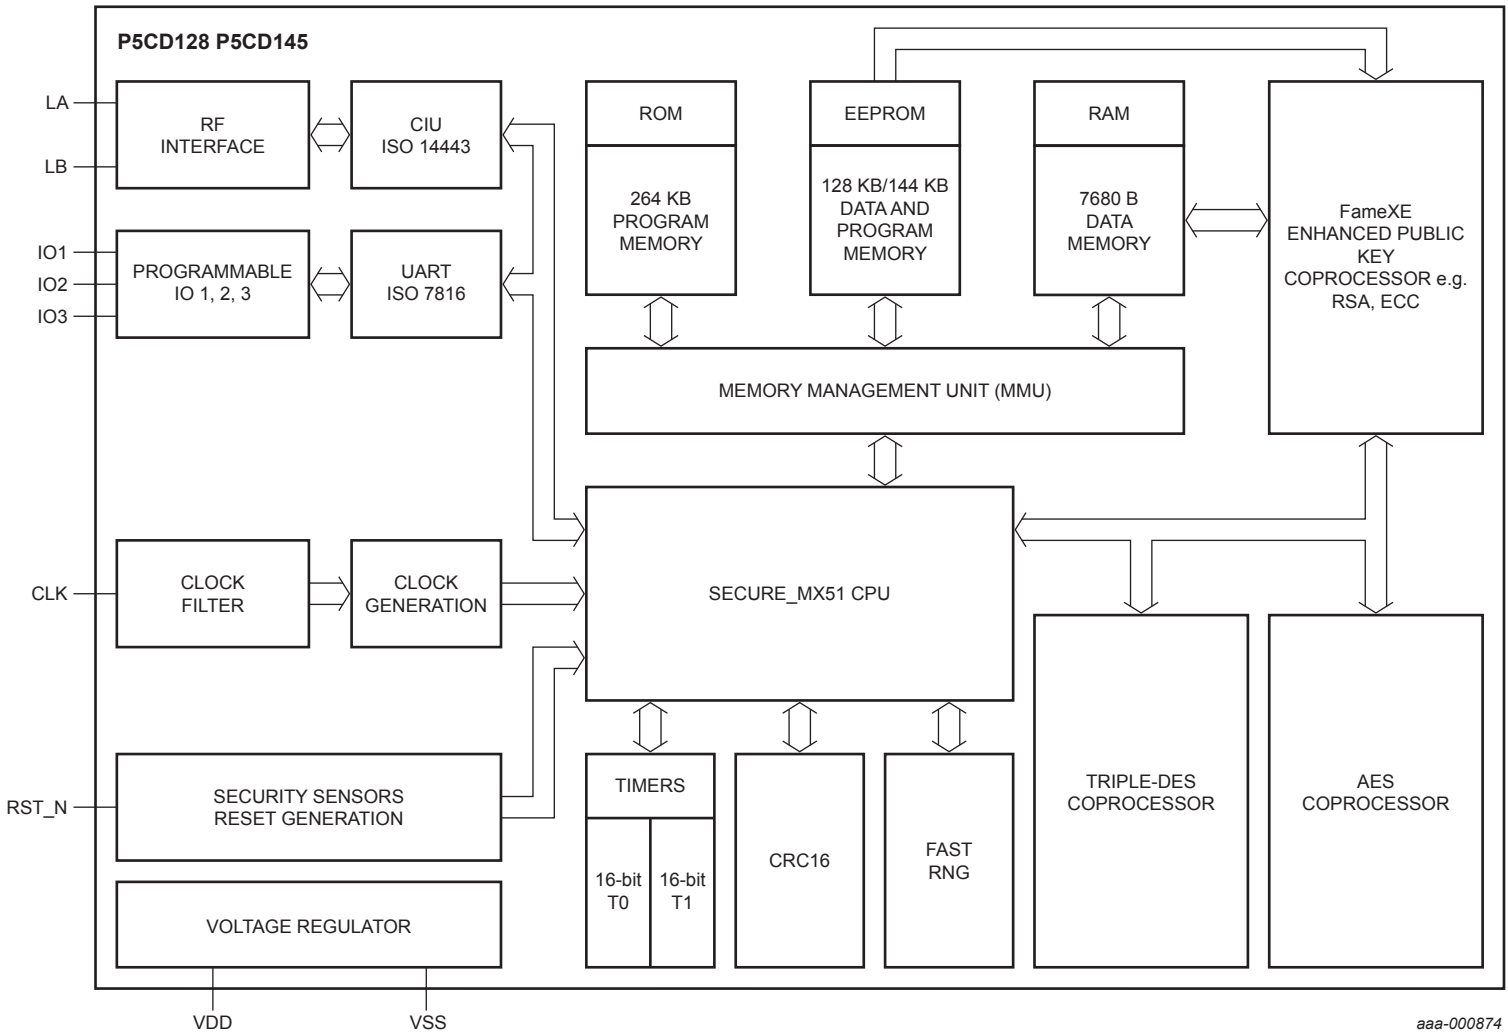 P5CD128 P5CD145
LA
LB
RF
INTERFACE
CIU
ISO 14443
IO1
IO2
IO3
PROGRAMMABLE
IO 1, 2, 3
UART
ISO 7816
ROM
264 KB
PROGRAM
MEMORY
EEPROM
128 KB/144 KB
DATA AND
PROGRAM
MEMORY
RAM
7680 B
DATA
MEMORY
FameXE
ENHANCED PUBLIC
KEY
COPROCESSOR e.g.
RSA, ECC
MEMORY MANAGEMENT UNIT (MMU)
CLK
CLOCK
FILTER
CLOCK
GENERATION
SECURE_MX51 CPU
RST_N
SECURITY SENSORS
RESET GENERATION
VOLTAGE REGULATOR
VDD
VSS
TIMERS
16-bit
T0
16-bit
T1
CRC16
FAST
RNG
TRIPLE-DES
COPROCESSOR
AES
COPROCESSOR
aaa-000874